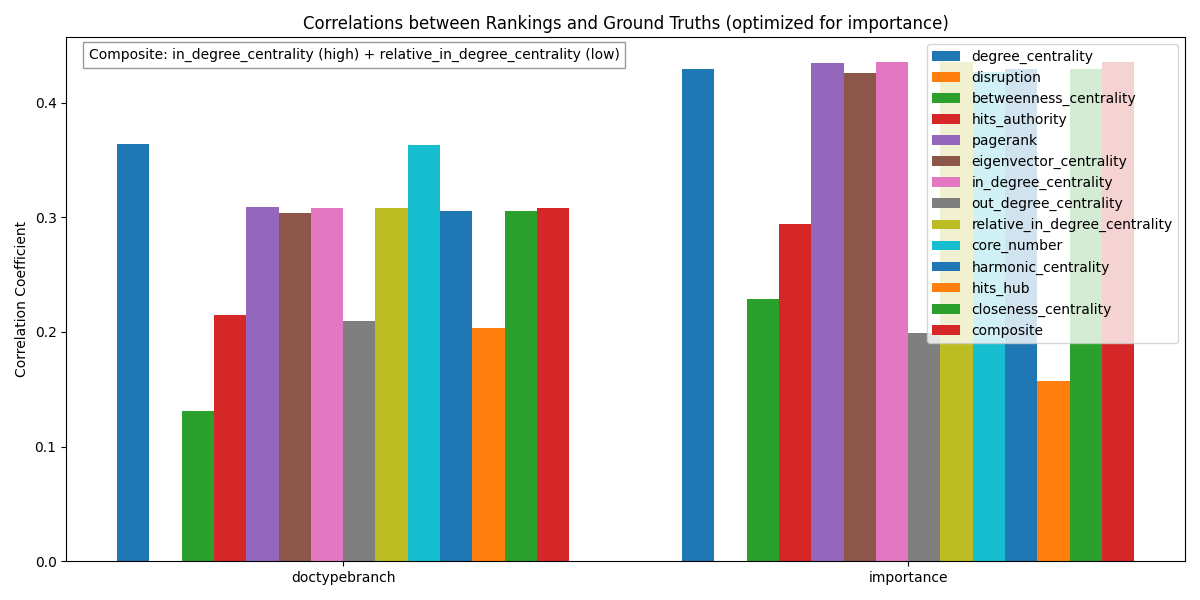 Correlations between Rankings and Ground Truths (optimized for importance)
Composite: in_degree_centrality (high) + relative_in_degree_centrality (low)
degree_centrality
disruption
betweenness_centrality
hits_authority
pagerank
eigenvector_centrality
in_degree_centrality
out_degree_centrality
relative_in_degree_centrality
core_number
harmonic_centrality
hits_hub
closeness_centrality
composite
Correlation Coefficient
0.4
0.3
0.2
0.1
0.0
doctypebranch
importance